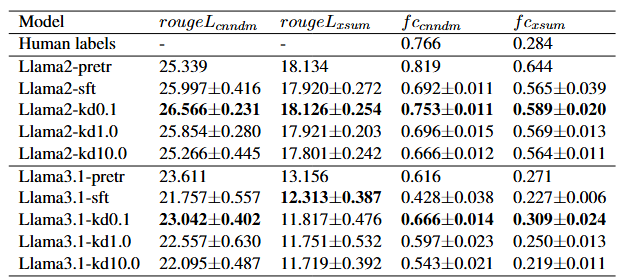 Model rougeL_cnndm rougeL_xsum fc_cnndm fc_xsum
Human labels - - 0.766 0.284
Llama2-pretr 25.339 18.134 0.819 0.644
Llama2-sft 25.997±0.416 17.920±0.272 0.692±0.011 0.565±0.039
Llama2-kd0.1 26.566±0.231 18.126±0.254 0.753±0.011 0.589±0.020
Llama2-kd1.0 25.854±0.280 17.921±0.203 0.696±0.015 0.569±0.013
Llama2-kd10.0 25.266±0.445 17.801±0.242 0.666±0.012 0.564±0.011
Llama3.1-pretr 23.611 13.156 0.616 0.271
Llama3.1-sft 21.757±0.557 12.313±0.387 0.428±0.038 0.227±0.006
Llama3.1-kd0.1 23.042±0.402 11.817±0.476 0.666±0.014 0.309±0.024
Llama3.1-kd1.0 22.557±0.630 11.751±0.532 0.597±0.023 0.250±0.013
Llama3.1-kd10.0 22.095±0.487 11.719±0.392 0.543±0.021 0.219±0.011